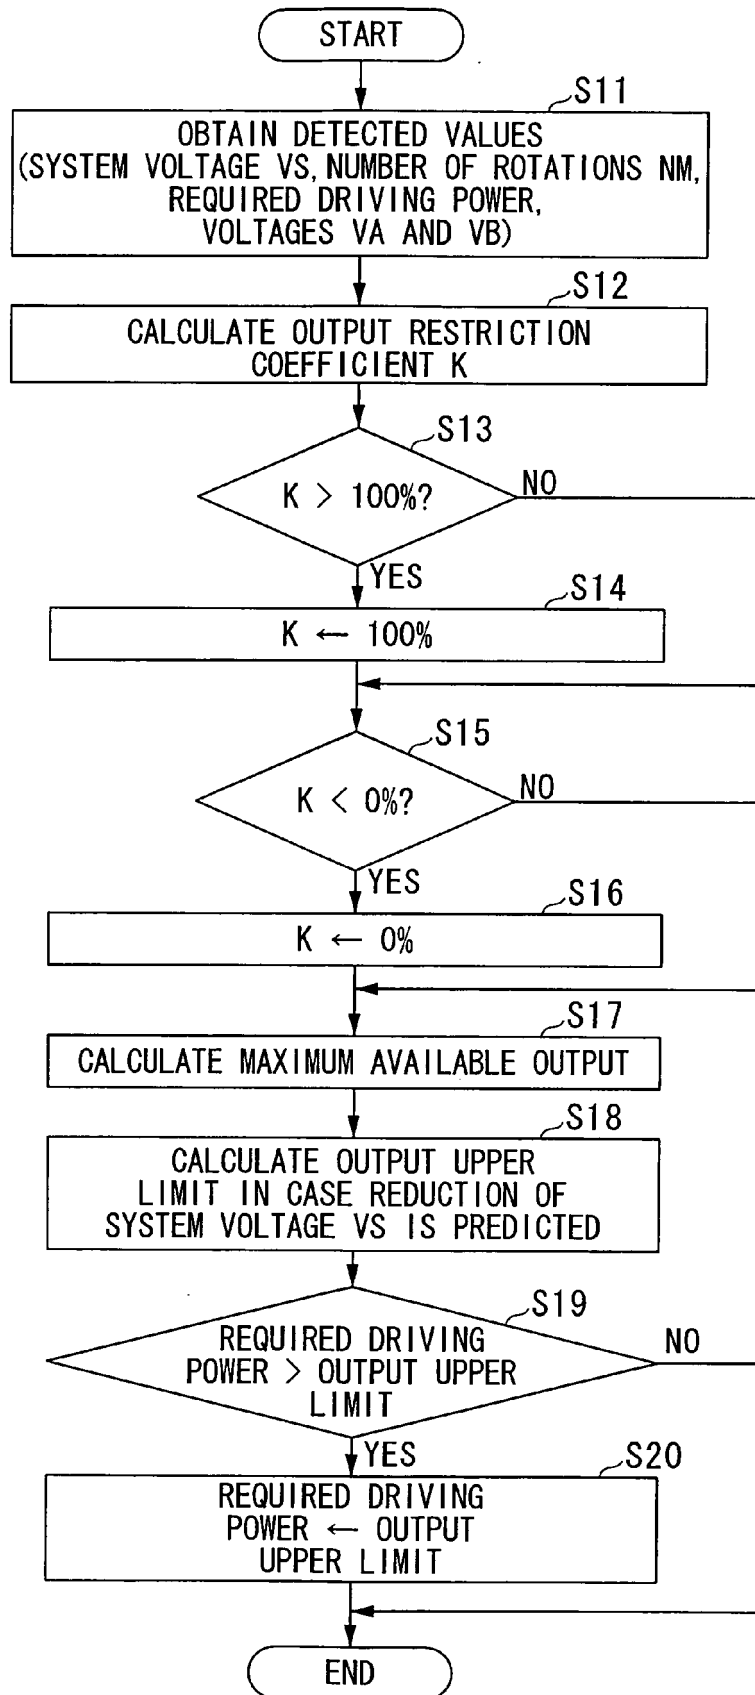 START
S11
OBTAIN DETECTED VALUES
(SYSTEM VOLTAGE VS, NUMBER OF ROTATIONS NM,
REQUIRED DRIVING POWER,
VOLTAGES VA AND VB)
S12
CALCULATE OUTPUT RESTRICTION
COEFFICIENT K
S13
K > 100%?
NO
YES
S14
K ← 100%
S15
K < 0%?
NO
YES
S16
K ← 0%
S17
CALCULATE MAXIMUM AVAILABLE OUTPUT
S18
CALCULATE OUTPUT UPPER
LIMIT IN CASE REDUCTION OF
SYSTEM VOLTAGE VS IS PREDICTED
S19
REQUIRED DRIVING
POWER > OUTPUT UPPER
LIMIT
NO
YES
S20
REQUIRED DRIVING
POWER ← OUTPUT
UPPER LIMIT
END